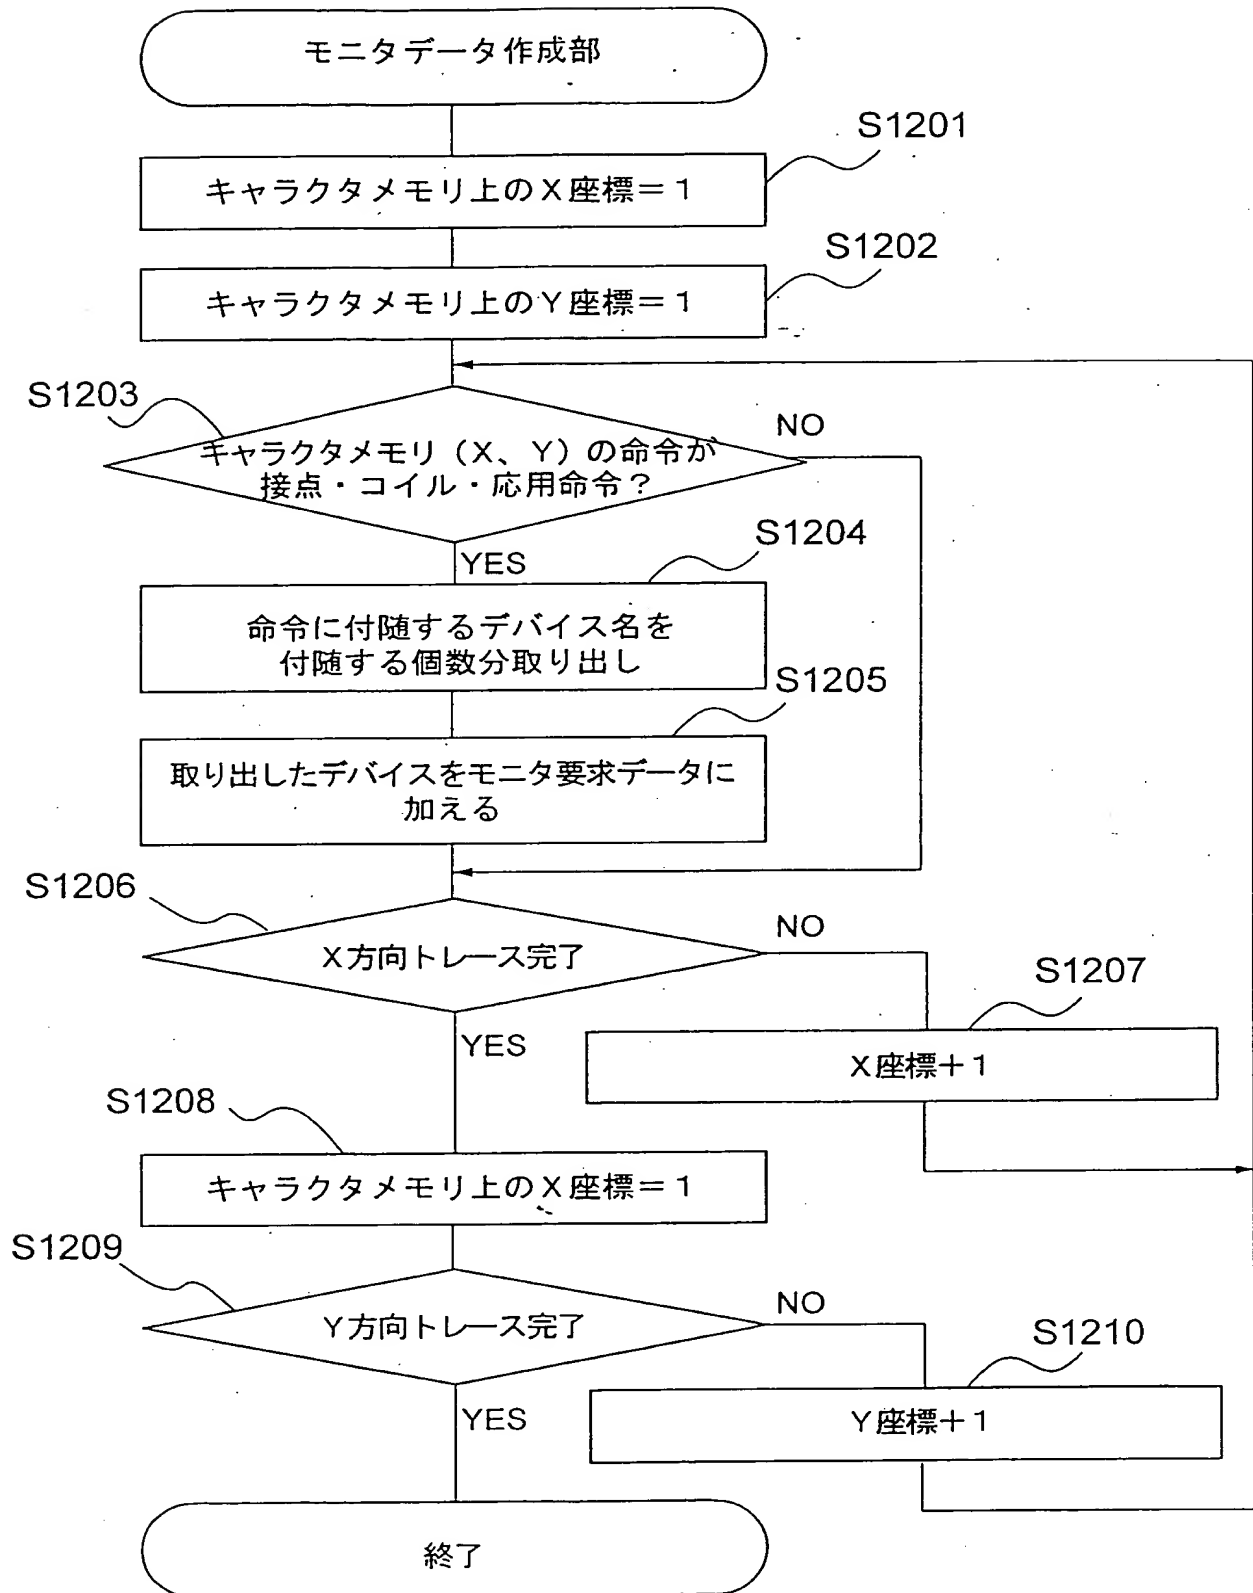 モニタデータ作成部
S1201
キャラクタメモリ上のX座標=1
S1202
キャラクタメモリ上のY座標=1
S1203
NO
キャラクタメモリ(X、Y)の命令が
接点・コイル・応用命令?
YES
S1204
命令に付随するデバイス名を
付随する個数分取り出し
S1205
取り出したデバイスをモニタ要求データに
加える
S1206
NO
X方向トレース完了
S1207
YES
X座標+1
S1208
キャラクタメモリ上のX座標=1
S1209
NO
Y方向トレース完了
S1210
YES
Y座標+1
終了